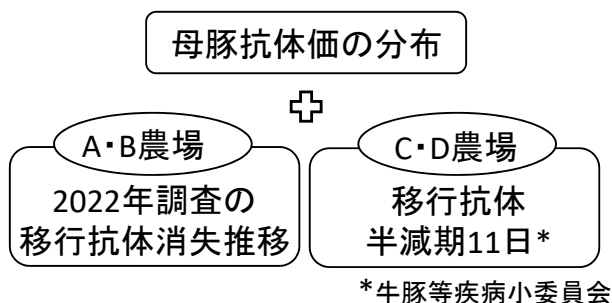 母豚抗体価の分布
A・B農場
2022年調査の
移行抗体消失推移
C・D農場
移行抗体
半減期11日*
*牛豚等疾病小委員会